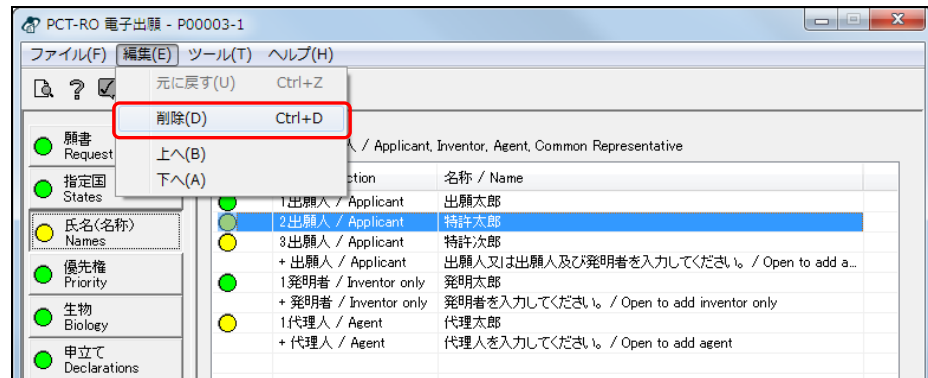 PCT-RO 電子出願 - P00003-1
ファイル(F) 編集(E) ツール(T) ヘルプ(H)
元に戻す(U) Ctrl+Z
削除(D) Ctrl+D
上へ(B)
下へ(A)
/ Applicant, Inventor, Agent, Common Representative
願書
Request
指定国
States
氏名(名称)
Names
優先権
Priority
生物
Biology
申立て
Declarations
ction 名称 / Name
1出願人 / Applicant 出願太郎
2出願人 / Applicant 特許太郎
3出願人 / Applicant 特許次郎
+ 出願人 / Applicant 出願人又は出願人及び発明者を入力してください。 / Open to add a...
1発明者 / Inventor only 発明太郎
+ 発明者 / Inventor only 発明者を入力してください。 / Open to add inventor only
1代理人 / Agent 代理太郎
+ 代理人 / Agent 代理人を入力してください。 / Open to add agent